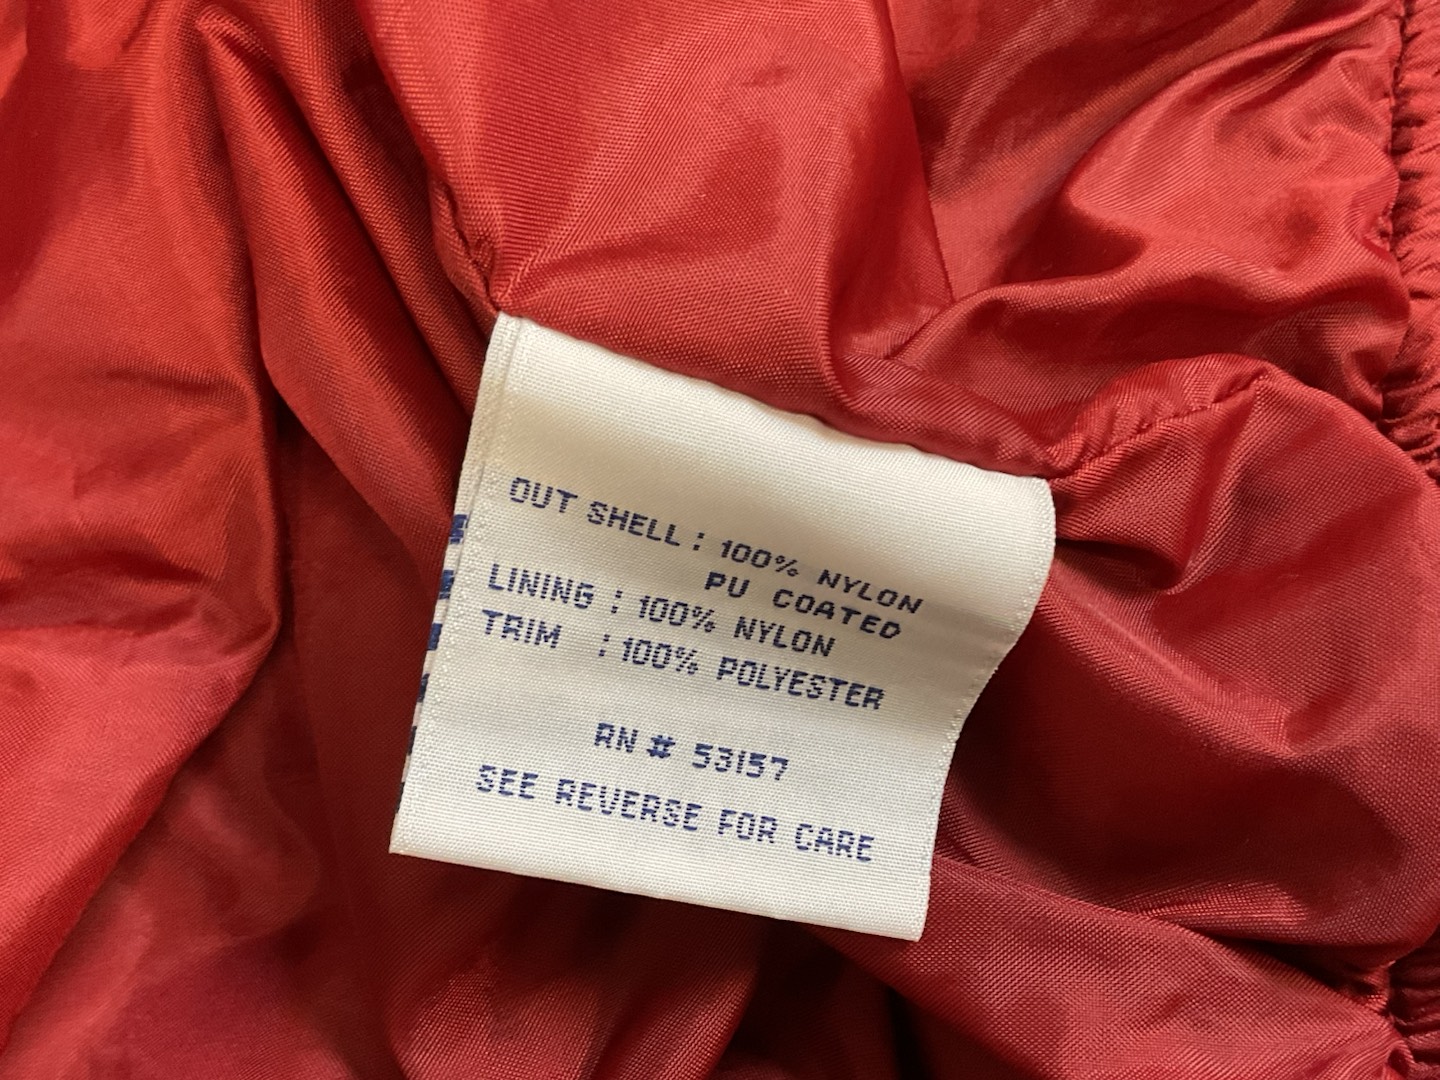 OUT SHELL : 100% NYLON
PU COATED
LINING : 100% NYLON
TRIM : 100% POLYESTER
RN # 53157
SEE REVERSE FOR CARE